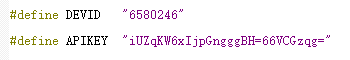 #define DEVID "6580246"
#define APIKEY "iUZqKW6xIjpGngggBH=66VCGzqg="